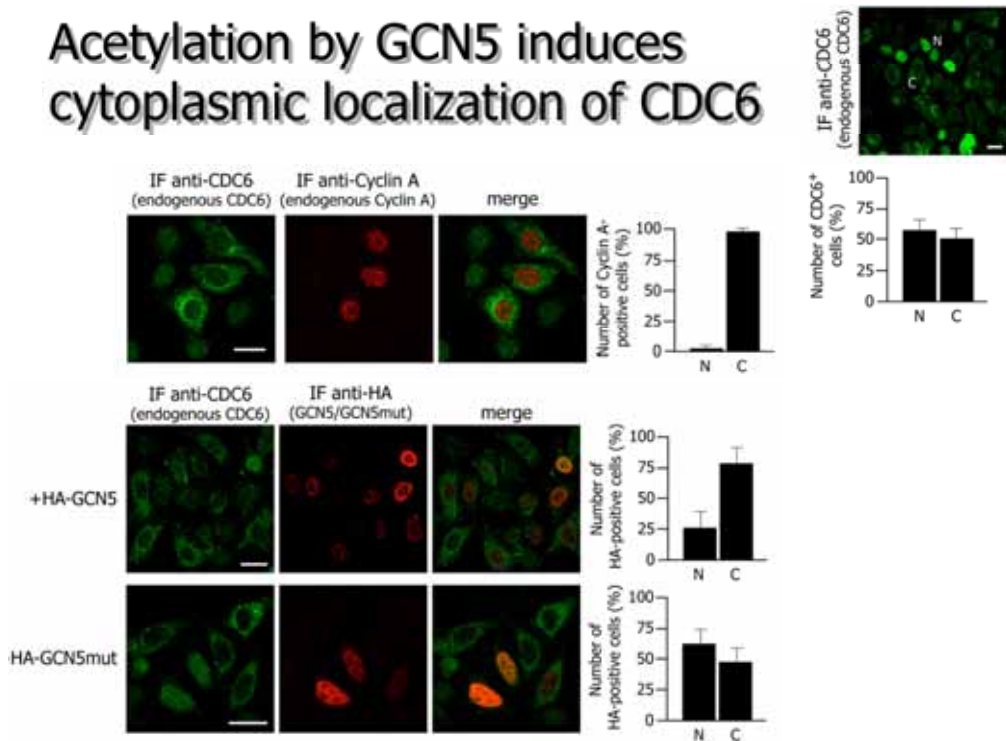 Acetylation by GCN5 induces
cytoplasmic localization of CDC6
IF anti-CDC6
(endogenous CDC6)
N
C
100
75
50
25
0
Number of CDC6+
cells (%)
N
C
IF anti-CDC6
(endogenous CDC6)
IF anti-Cyclin A
(endogenous Cyclin A)
merge
Number of Cyclin A-
positive cells (%)
100
75
50
25
0
N
C
IF anti-CDC6
(endogenous CDC6)
IF anti-HA
(GCN5/GCN5mut)
merge
+HA-GCN5
Number of
HA-positive cells (%)
100
75
50
25
0
N
C
HA-GCN5mut
Number of
HA-positive cells (%)
100
75
50
25
0
N
C